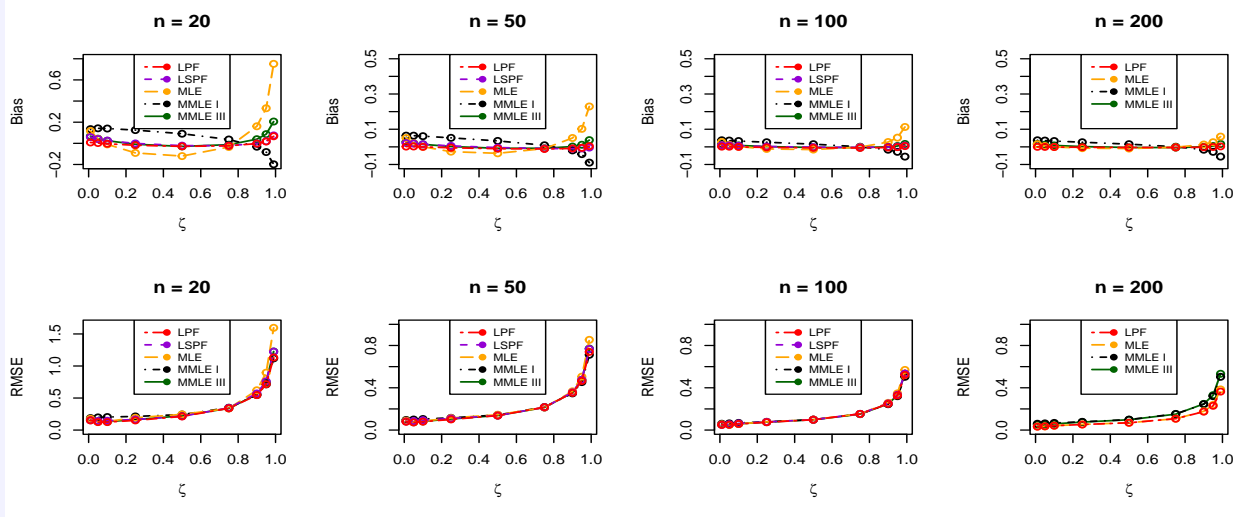 n = 20
Bias
-0.2
0.2
0.6
LPF
LSPF
MLE
MMLE I
MMLE III
0.0 0.2 0.4 0.6 0.8 1.0
ζ
n = 50
Bias
-0.1
0.1
0.3
0.5
LPF
LSPF
MLE
MMLE I
MMLE III
0.0 0.2 0.4 0.6 0.8 1.0
ζ
n = 100
Bias
-0.1
0.1
0.3
0.5
LPF
LSPF
MLE
MMLE I
MMLE III
0.0 0.2 0.4 0.6 0.8 1.0
ζ
n = 200
Bias
-0.1
0.1
0.3
0.5
LPF
MLE
MMLE I
MMLE III
0.0 0.2 0.4 0.6 0.8 1.0
ζ
n = 20
RMSE
0.0
0.5
1.0
1.5
LPF
LSPF
MLE
MMLE I
MMLE III
0.0 0.2 0.4 0.6 0.8 1.0
ζ
n = 50
RMSE
0.0
0.4
0.8
LPF
LSPF
MLE
MMLE I
MMLE III
0.0 0.2 0.4 0.6 0.8 1.0
ζ
n = 100
RMSE
0.0
0.4
0.8
LPF
LSPF
MLE
MMLE I
MMLE III
0.0 0.2 0.4 0.6 0.8 1.0
ζ
n = 200
RMSE
0.0
0.4
0.8
LPF
MLE
MMLE I
MMLE III
0.0 0.2 0.4 0.6 0.8 1.0
ζ